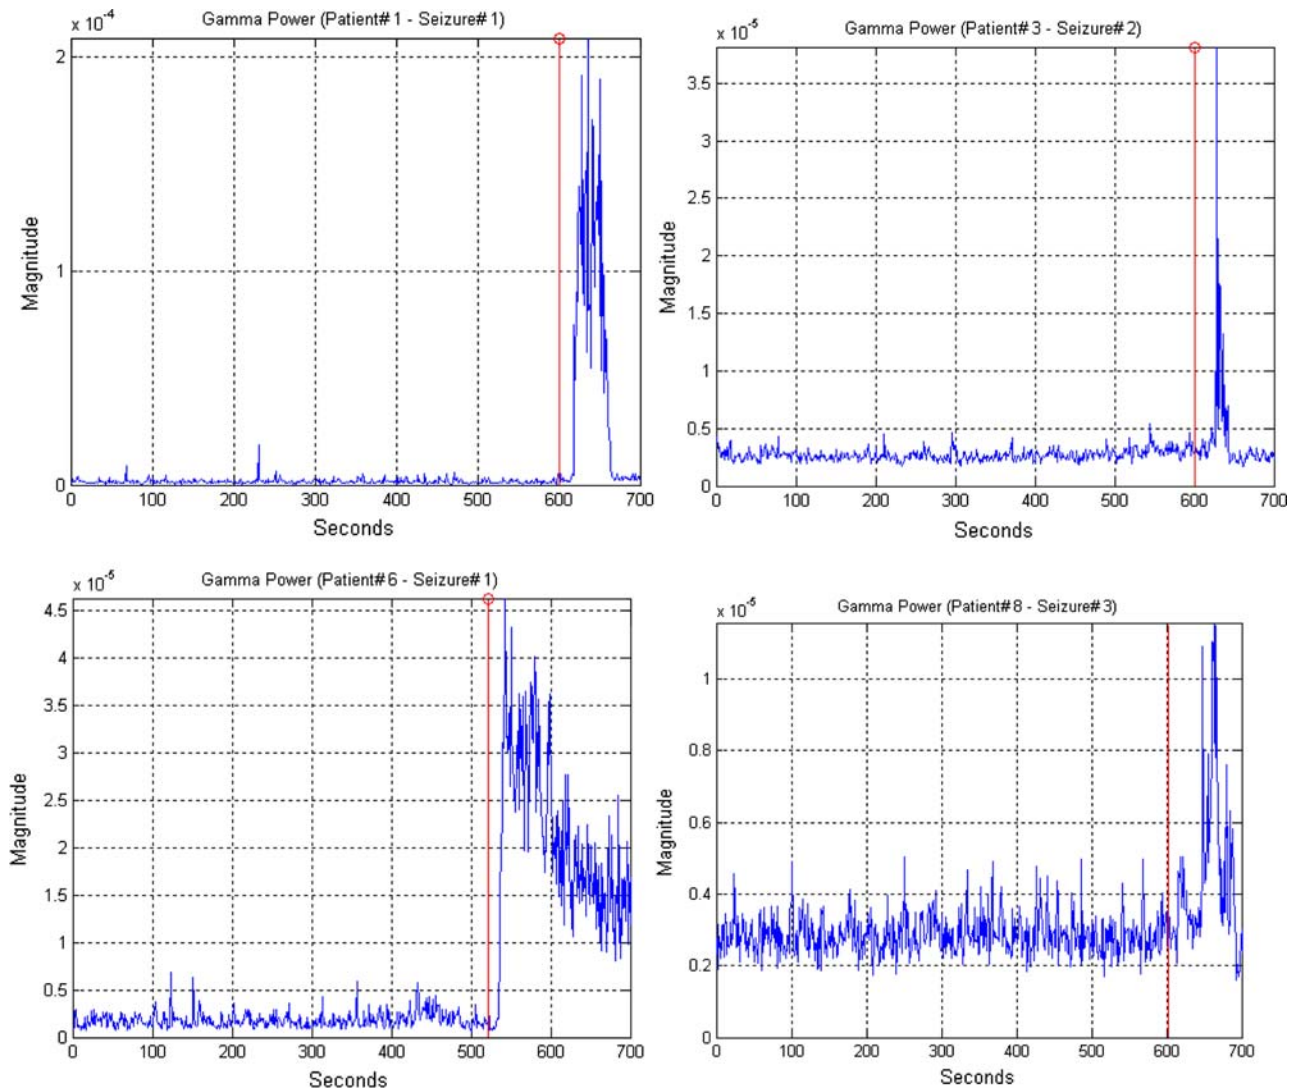 Gamma Power (Patient#1 - Seizure#1)
x 10⁻⁴
2
1
0
Magnitude
0 100 200 300 400 500 600 700
Seconds
Gamma Power (Patient#3 - Seizure#2)
x 10⁻⁵
3.5
3
2.5
2
1.5
1
0.5
0
Magnitude
0 100 200 300 400 500 600 700
Seconds
Gamma Power (Patient#6 - Seizure#1)
x 10⁻⁵
4.5
4
3.5
3
2.5
2
1.5
1
0.5
0
Magnitude
0 100 200 300 400 500 600 700
Seconds
Gamma Power (Patient#8 - Seizure#3)
x 10⁻⁵
1
0.8
0.6
0.4
0.2
0
Magnitude
0 100 200 300 400 500 600 700
Seconds